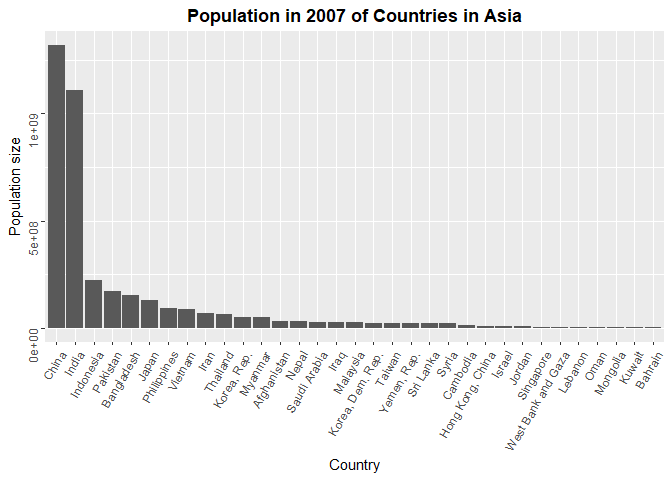 Population in 2007 of Countries in Asia
Population size
1e+09
5e+08
0e+00
China
India
Indonesia
Pakistan
Bangladesh
Japan
Philippines
Vietnam
Iran
Thailand
Korea, Rep.
Myanmar
Afghanistan
Nepal
Saudi Arabia
Iraq
Malaysia
Korea, Dem. Rep.
Taiwan
Yemen, Rep.
Sri Lanka
Syria
Cambodia
Hong Kong, China
Israel
Jordan
Singapore
West Bank and Gaza
Lebanon
Oman
Mongolia
Kuwait
Bahrain
Country